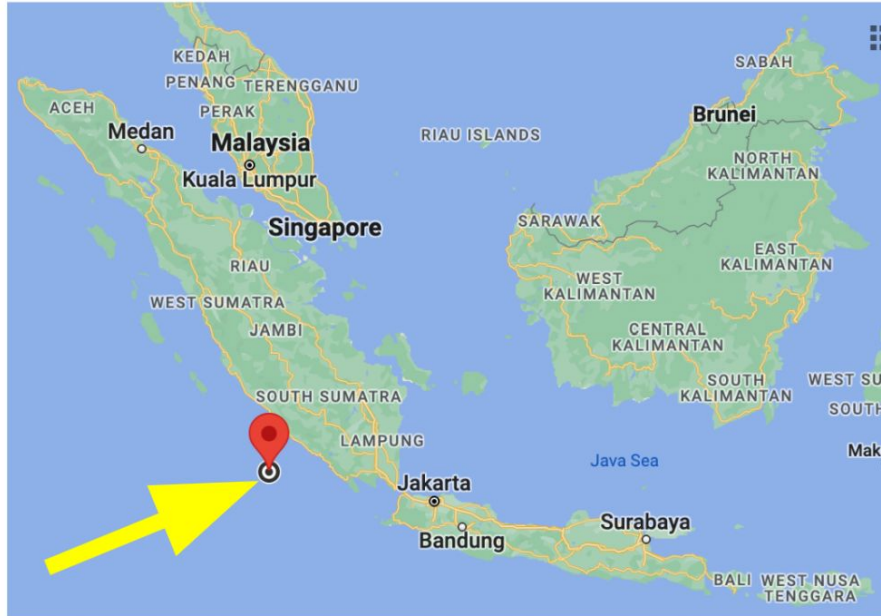 KEDAH
PENANG
TERENGGANU
ACEH
PERAK
Medan
Malaysia
Kuala Lumpur
RIAU ISLANDS
SABAH
Brunei
NORTH
KALIMANTAN
Singapore
SARAWAK
RIAU
EAST
KALIMANTAN
WEST
KALIMANTAN
WEST SUMATRA
JAMBI
CENTRAL
KALIMANTAN
SOUTH SUMATRA
SOUTH
KALIMANTAN
WEST SU
SOUTH
LAMPUNG
Mak
Java Sea
Jakarta
Bandung
Surabaya
BALI
WEST NUSA
TENGGARA